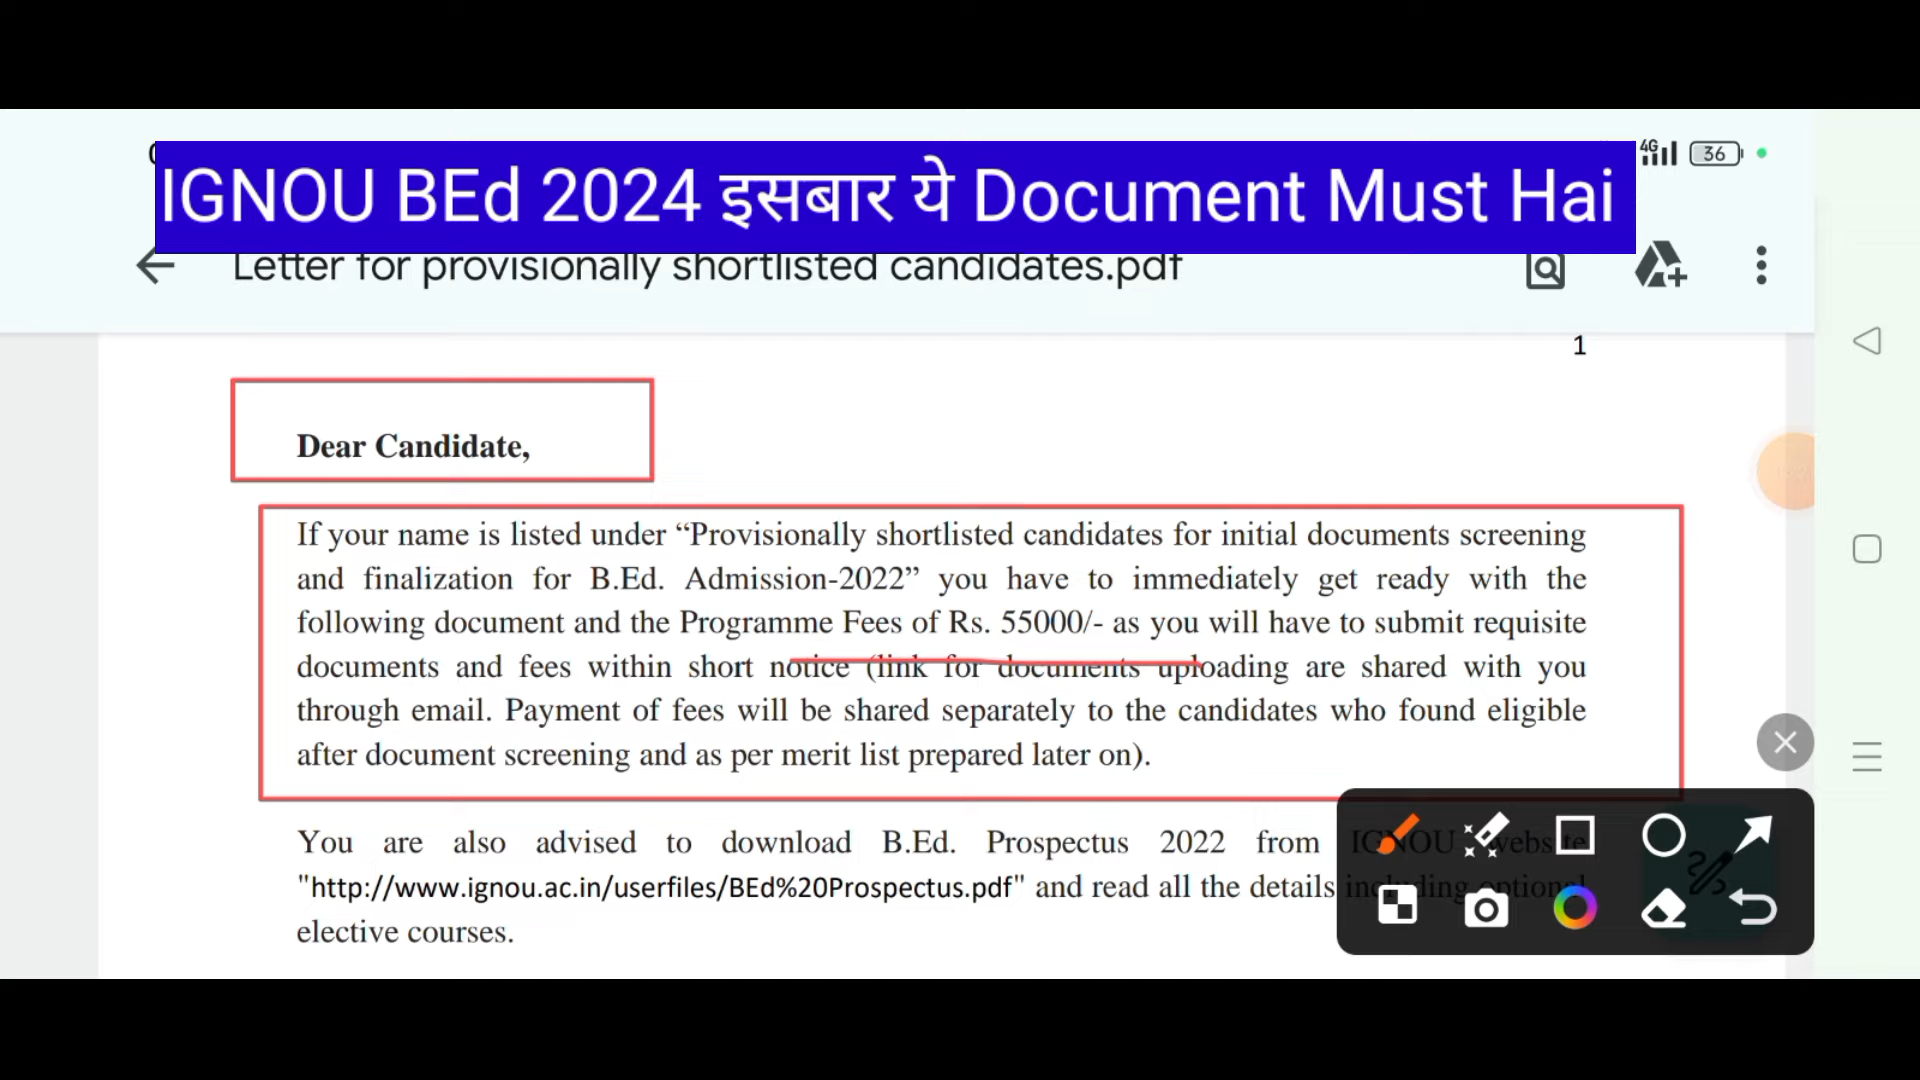 IGNOU BEd 2024 इसबार ये Document Must Hai
4G
36
Letter for provisionally shortlisted candidates.pdf
1
Dear Candidate,
If your name is listed under “Provisionally shortlisted candidates for initial documents screening
and finalization for B.Ed. Admission-2022” you have to immediately get ready with the
following document and the Programme Fees of Rs. 55000/- as you will have to submit requisite
documents and fees within short notice (link for documents uploading are shared with you
through email. Payment of fees will be shared separately to the candidates who found eligible
after document screening and as per merit list prepared later on).
You are also advised to download B.Ed. Prospectus 2022 from IGNOU website
"http://www.ignou.ac.in/userfiles/BEd%20Prospectus.pdf" and read all the details including optional
elective courses.